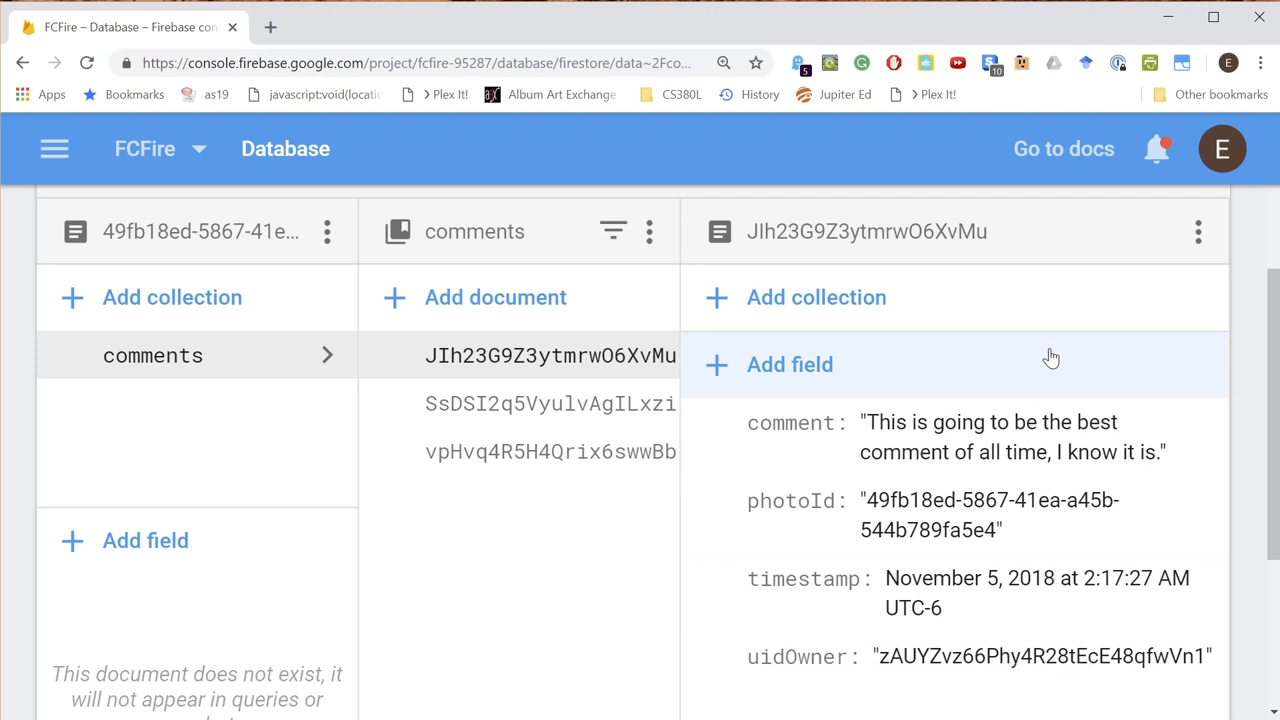 FCFire – Database – Firebase con
https://console.firebase.google.com/project/fcfire-95287/database/firestore/data~2Fco...
5
10
E
Apps
Bookmarks
as19
javascript:void(locatic
> Plex It!
Album Art Exchange
CS380L
History
Jupiter Ed
> Plex It!
Other bookmarks
FCFire
Database
Go to docs
E
49fb18ed-5867-41e...
comments
JIh23G9Z3ytmrwO6XvMu
Add collection
Add document
Add collection
comments
JIh23G9Z3ytmrwO6XvMu
SsDSI2q5VyulvAgILxzi
vpHvq4R5H4Qrix6swwBb
Add field
comment: "This is going to be the best
comment of all time, I know it is."
photoId: "49fb18ed-5867-41ea-a45b-
544b789fa5e4"
timestamp: November 5, 2018 at 2:17:27 AM
UTC-6
uidOwner: "zAUYZvz66Phy4R28tEcE48qfwVn1"
Add field
This document does not exist, it
will not appear in queries or